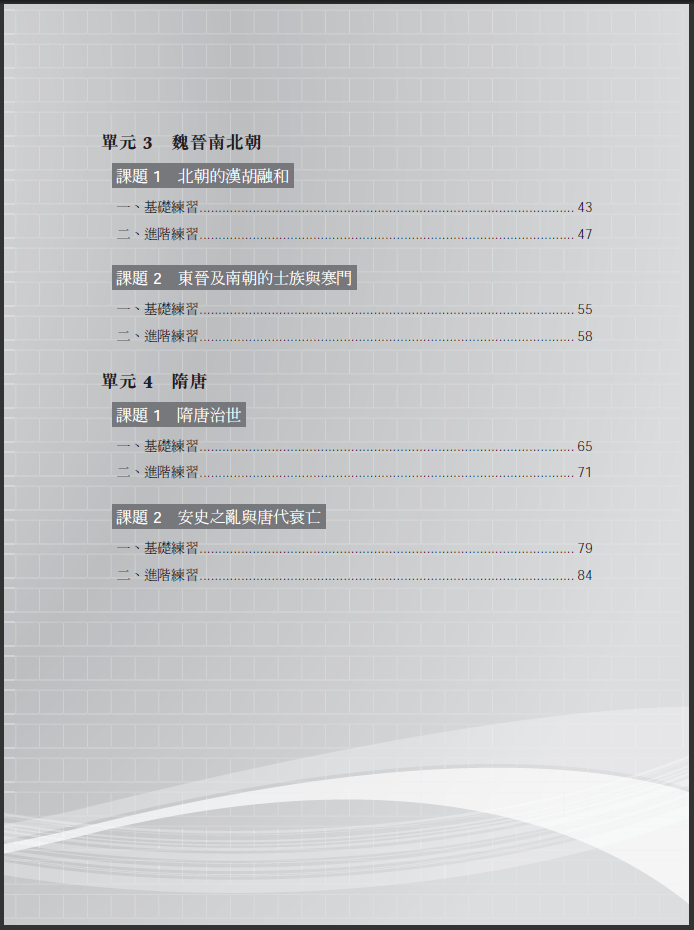 單元 3　魏晉南北朝
課題 1　北朝的漢胡融和
一、基礎練習 43
二、進階練習 47
課題 2　東晉及南朝的士族與寒門
一、基礎練習 55
二、進階練習 58
單元 4　隋唐
課題 1　隋唐治世
一、基礎練習 65
二、進階練習 71
課題 2　安史之亂與唐代衰亡
一、基礎練習 79
二、進階練習 84